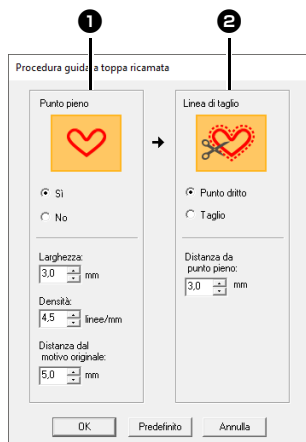 1 2
Procedura guidata toppa ricamata
Punto pieno
Sì
No
Larghezza:
3,0 mm
Densità:
4,5 linee/mm
Distanza dal
motivo originale:
5,0 mm
Linea di taglio
Punto dritto
Taglio
Distanza da
punto pieno:
3,0 mm
OK Predefinito Annulla